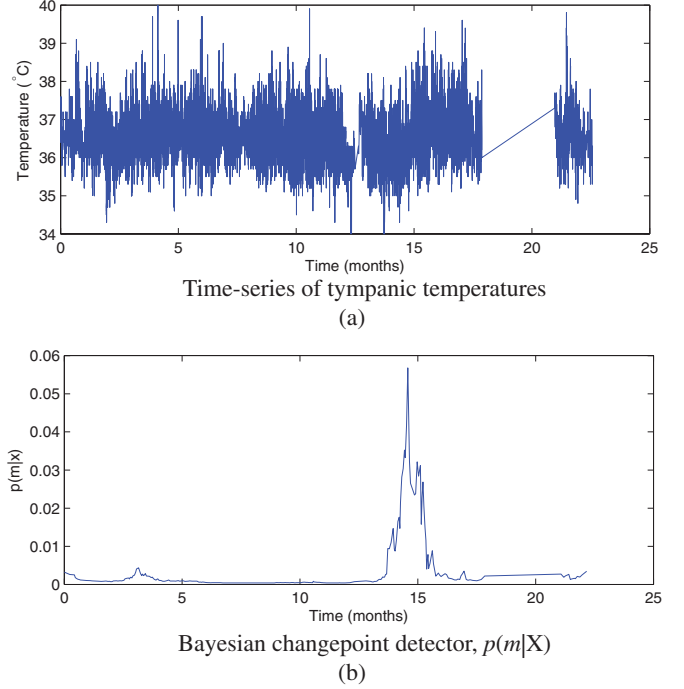 40
39
38
37
36
35
34
Temperature (°C)
0 5 10 15 20 25
Time (months)
Time-series of tympanic temperatures
(a)
0.06
0.05
0.04
0.03
0.02
0.01
0
p(m|x)
0 5 10 15 20 25
Time (months)
Bayesian changepoint detector, p(m|X)
(b)